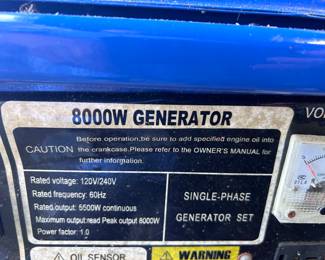 8000W GENERATOR
CAUTION
Before operation,be sure to add specified engine oil into
the crankcase.Please refer to the OWNER'S MANUAL for
further information.
Rated voltage: 120V/240V
Rated frequency: 60Hz
Rated.output: 5500W continuous
Maximum output:read Peak output 8000W
Power factor: 1.0
SINGLE-PHASE
GENERATOR SET
VO
OIL SENSOR
WARNING